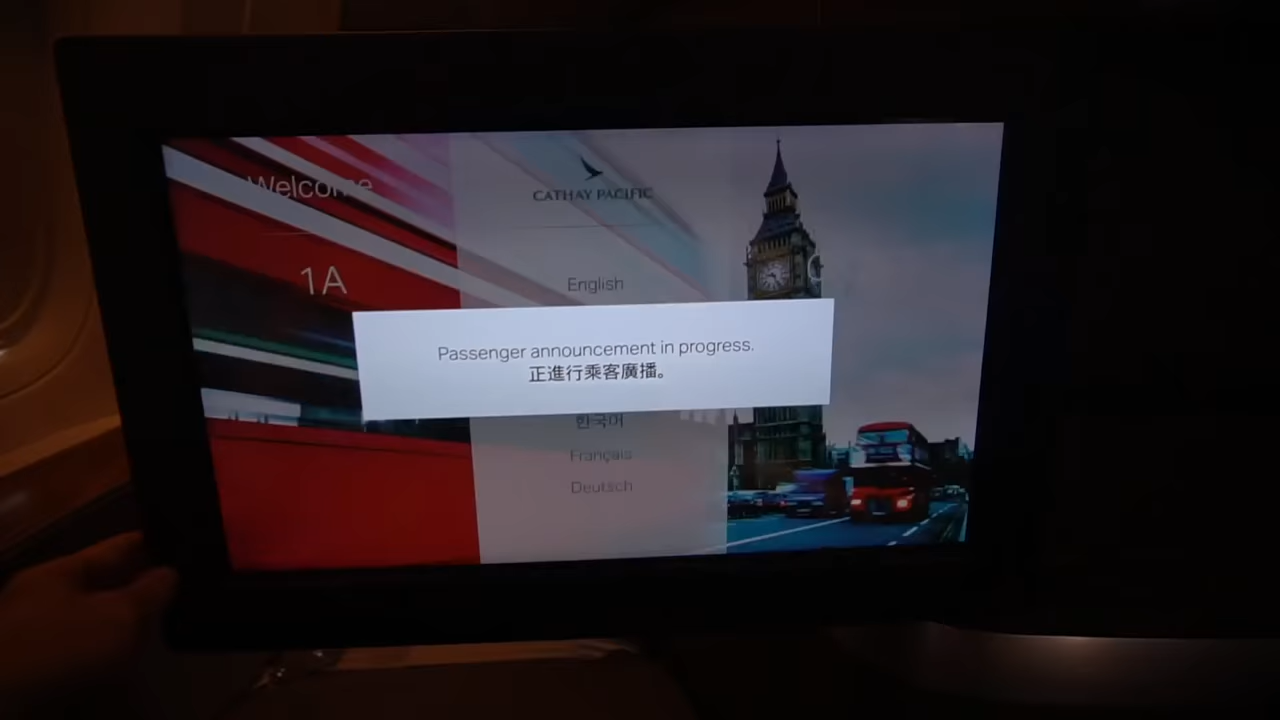 Welcome
1A
CATHAY PACIFIC
English
Passenger announcement in progress.
正進行乘客廣播。
한국어
Français
Deutsch